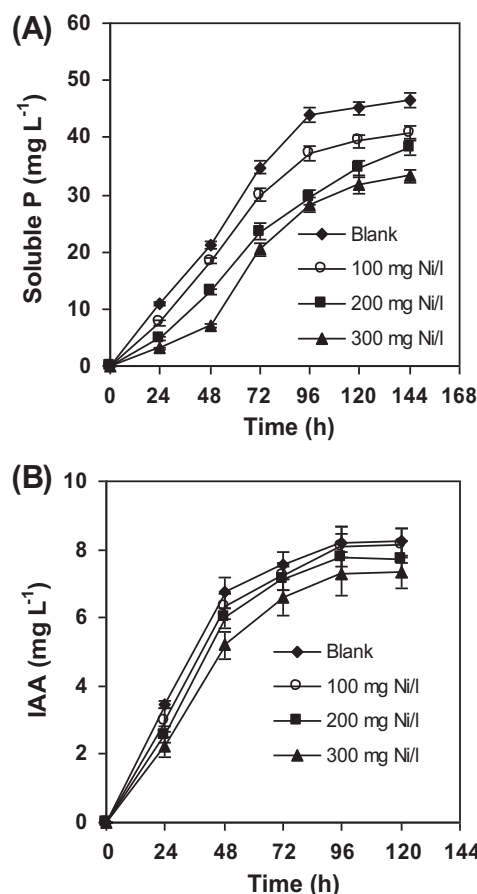 (A)
60
50
40
30
20
10
0
Soluble P (mg L⁻¹)
Blank
100 mg Ni/l
200 mg Ni/l
300 mg Ni/l
0 24 48 72 96 120 144 168
Time (h)
(B)
10
8
6
4
2
0
IAA (mg L⁻¹)
Blank
100 mg Ni/l
200 mg Ni/l
300 mg Ni/l
0 24 48 72 96 120 144
Time (h)